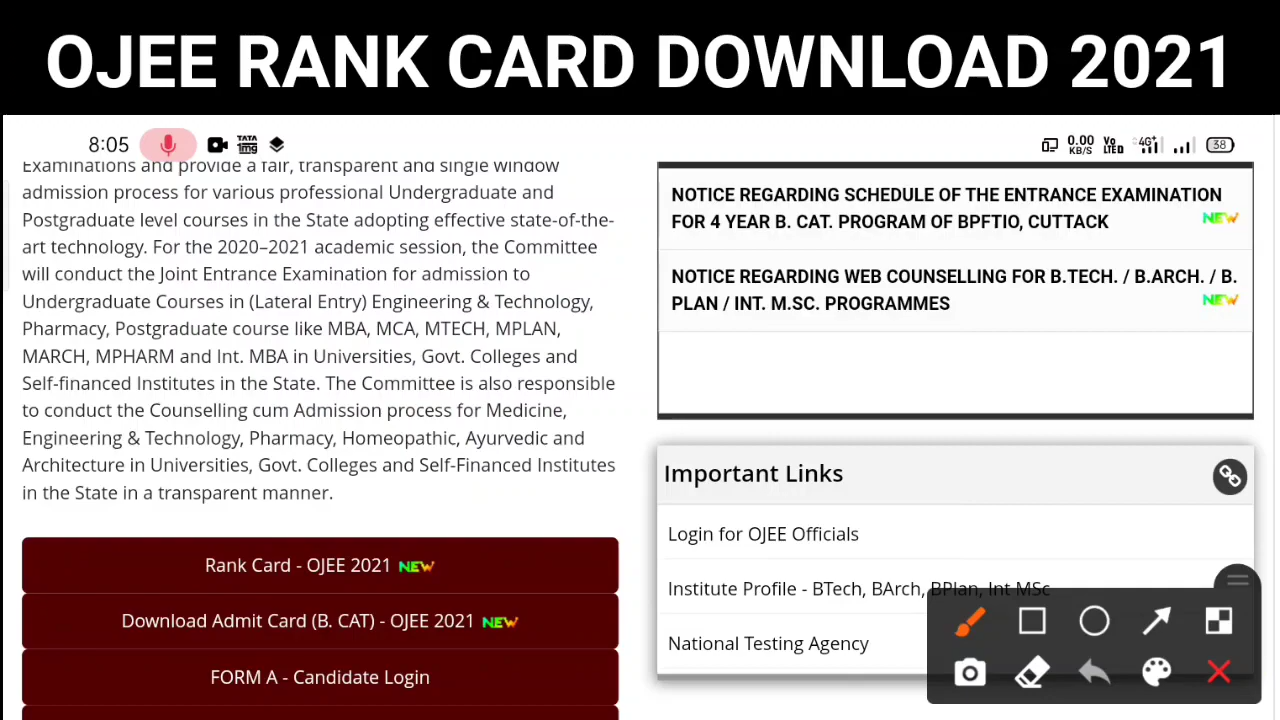 OJEE RANK CARD DOWNLOAD 2021
8:05 TATA 1mg 0.00 KB/S Vo LTED 4G+ 38
Examinations and provide a fair, transparent and single window
admission process for various professional Undergraduate and
Postgraduate level courses in the State adopting effective state-of-the-
art technology. For the 2020–2021 academic session, the Committee
will conduct the Joint Entrance Examination for admission to
Undergraduate Courses in (Lateral Entry) Engineering & Technology,
Pharmacy, Postgraduate course like MBA, MCA, MTECH, MPLAN,
MARCH, MPHARM and Int. MBA in Universities, Govt. Colleges and
Self-financed Institutes in the State. The Committee is also responsible
to conduct the Counselling cum Admission process for Medicine,
Engineering & Technology, Pharmacy, Homeopathic, Ayurvedic and
Architecture in Universities, Govt. Colleges and Self-Financed Institutes
in the State in a transparent manner.
Rank Card - OJEE 2021 NEW
Download Admit Card (B. CAT) - OJEE 2021 NEW
FORM A - Candidate Login
NOTICE REGARDING SCHEDULE OF THE ENTRANCE EXAMINATION
FOR 4 YEAR B. CAT. PROGRAM OF BPFTIO, CUTTACK NEW
NOTICE REGARDING WEB COUNSELLING FOR B.TECH. / B.ARCH. / B.
PLAN / INT. M.SC. PROGRAMMES NEW
Important Links
Login for OJEE Officials
Institute Profile - BTech, BArch, BPlan, Int MSc
National Testing Agency